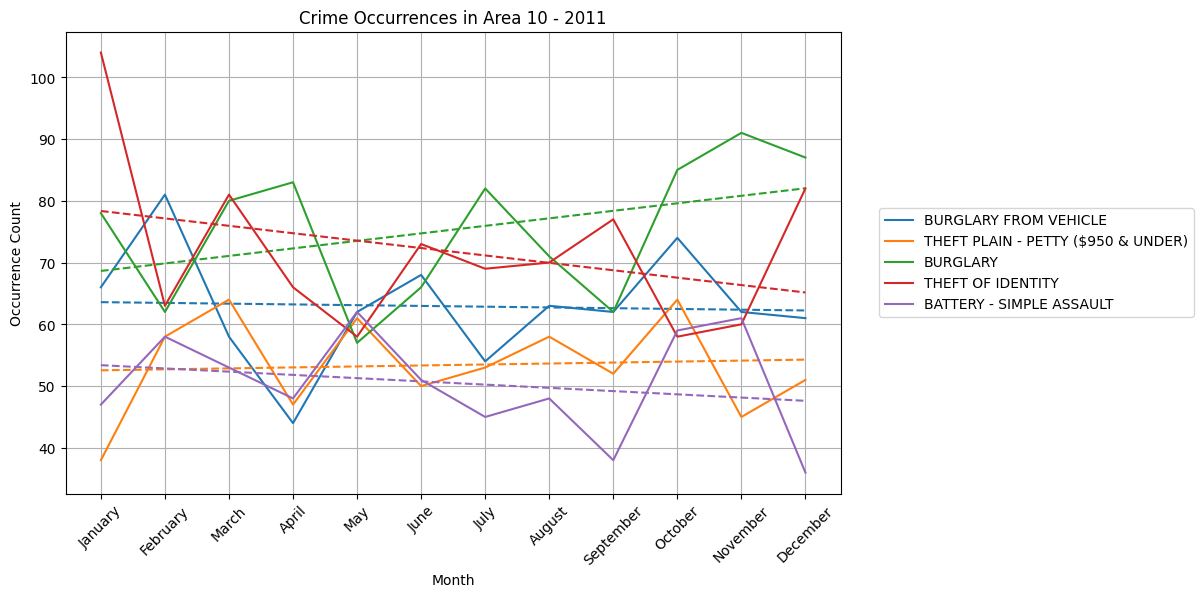 Crime Occurrences in Area 10 - 2011
Occurrence Count
100
90
80
70
60
50
40
January
February
March
April
May
June
July
August
September
October
November
December
Month
BURGLARY FROM VEHICLE
THEFT PLAIN - PETTY ($950 & UNDER)
BURGLARY
THEFT OF IDENTITY
BATTERY - SIMPLE ASSAULT